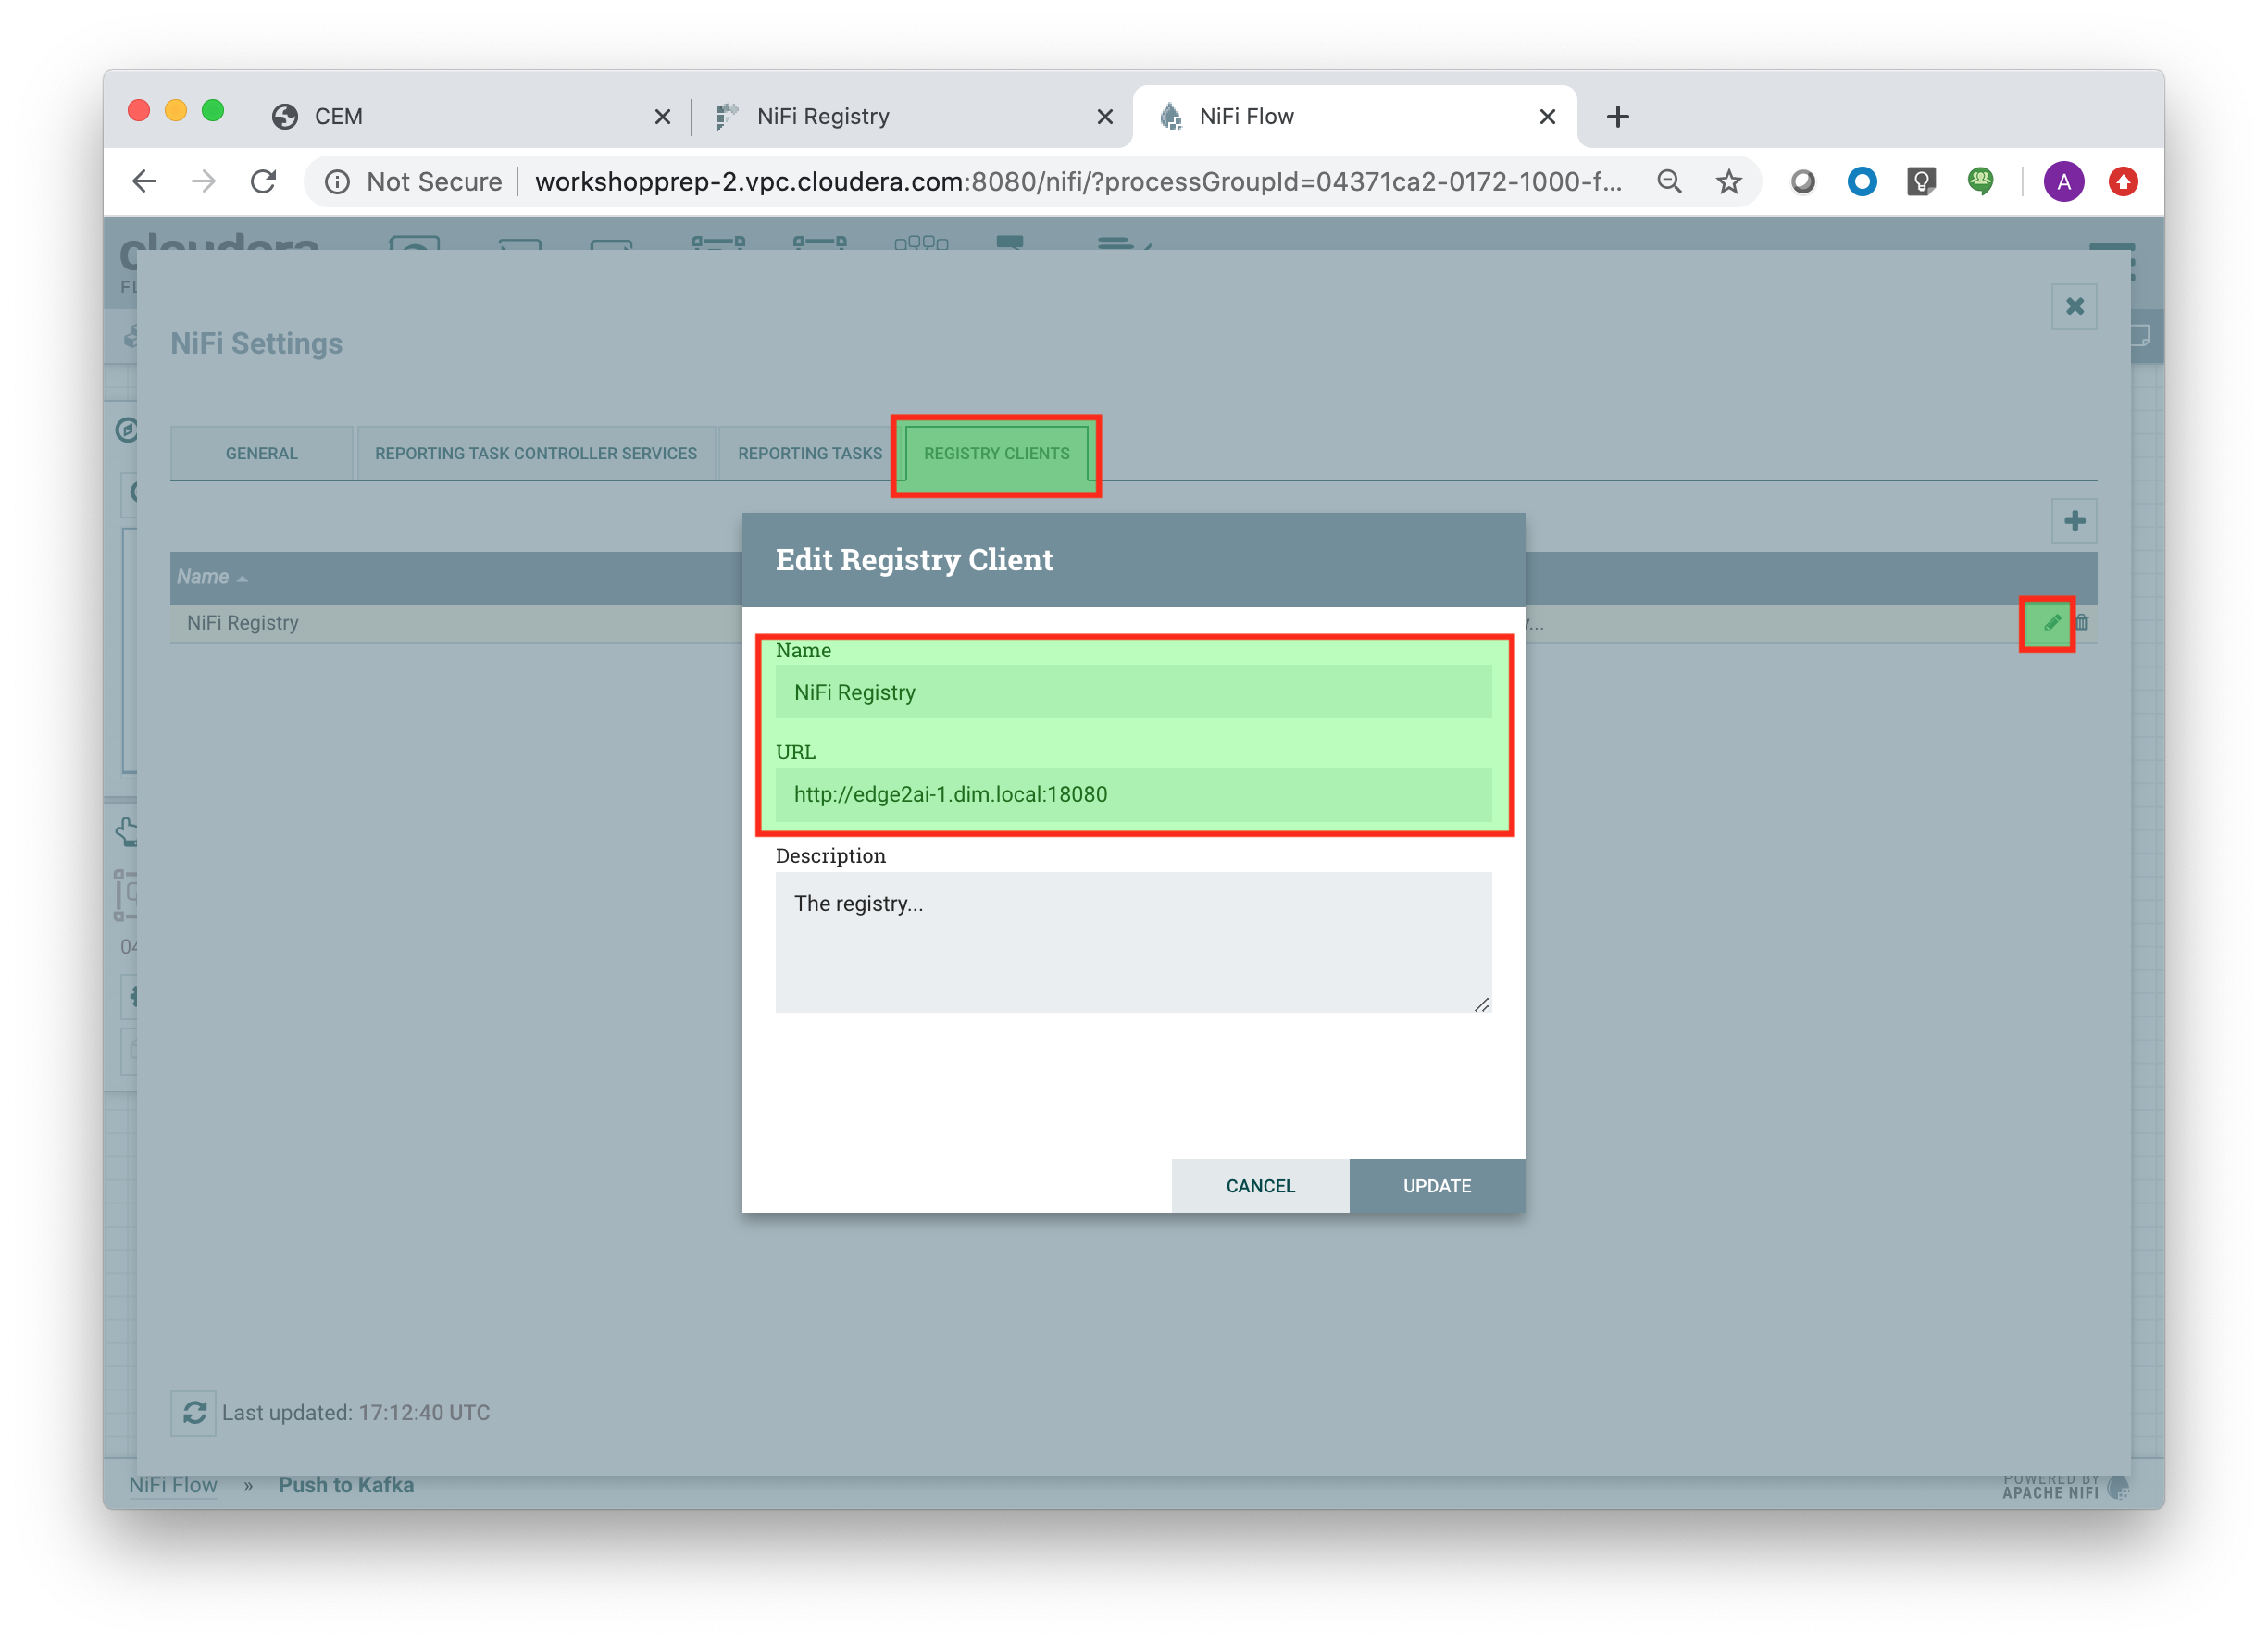 CEM
NiFi Registry
NiFi Flow
Not Secure
workshopprep-2.vpc.cloudera.com:8080/nifi/?processGroupId=04371ca2-0172-1000-f...
A
cloudera
NiFi Settings
GENERAL
REPORTING TASK CONTROLLER SERVICES
REPORTING TASKS
REGISTRY CLIENTS
Edit Registry Client
Name
NiFi Registry
Name
NiFi Registry
URL
http://edge2ai-1.dim.local:18080
Description
The registry...
CANCEL
UPDATE
Last updated: 17:12:40 UTC
NiFi Flow » Push to Kafka
POWERED BY
APACHE NIFI